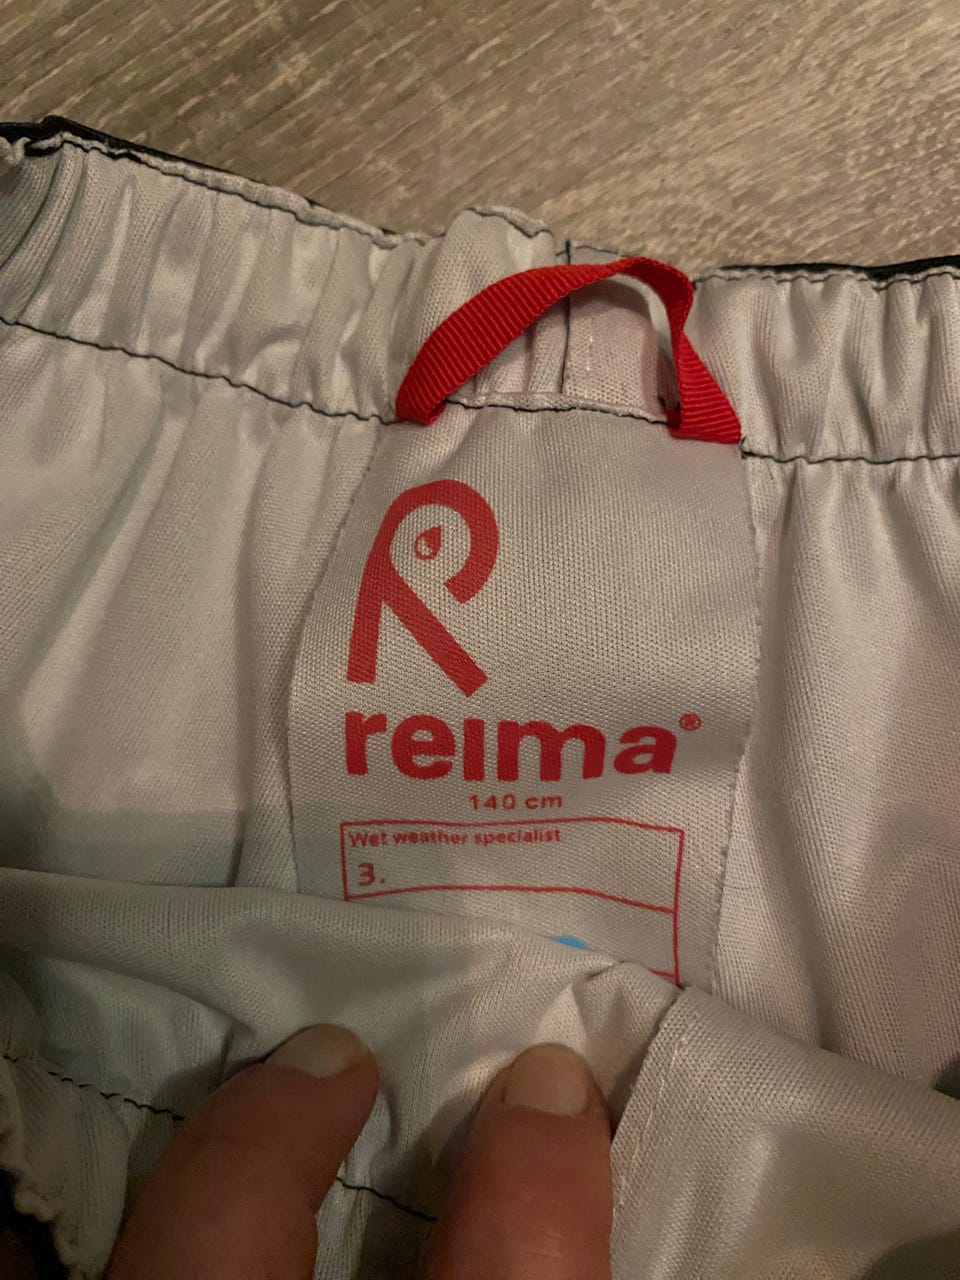 reima®
140 cm
Wet weather specialist
3.